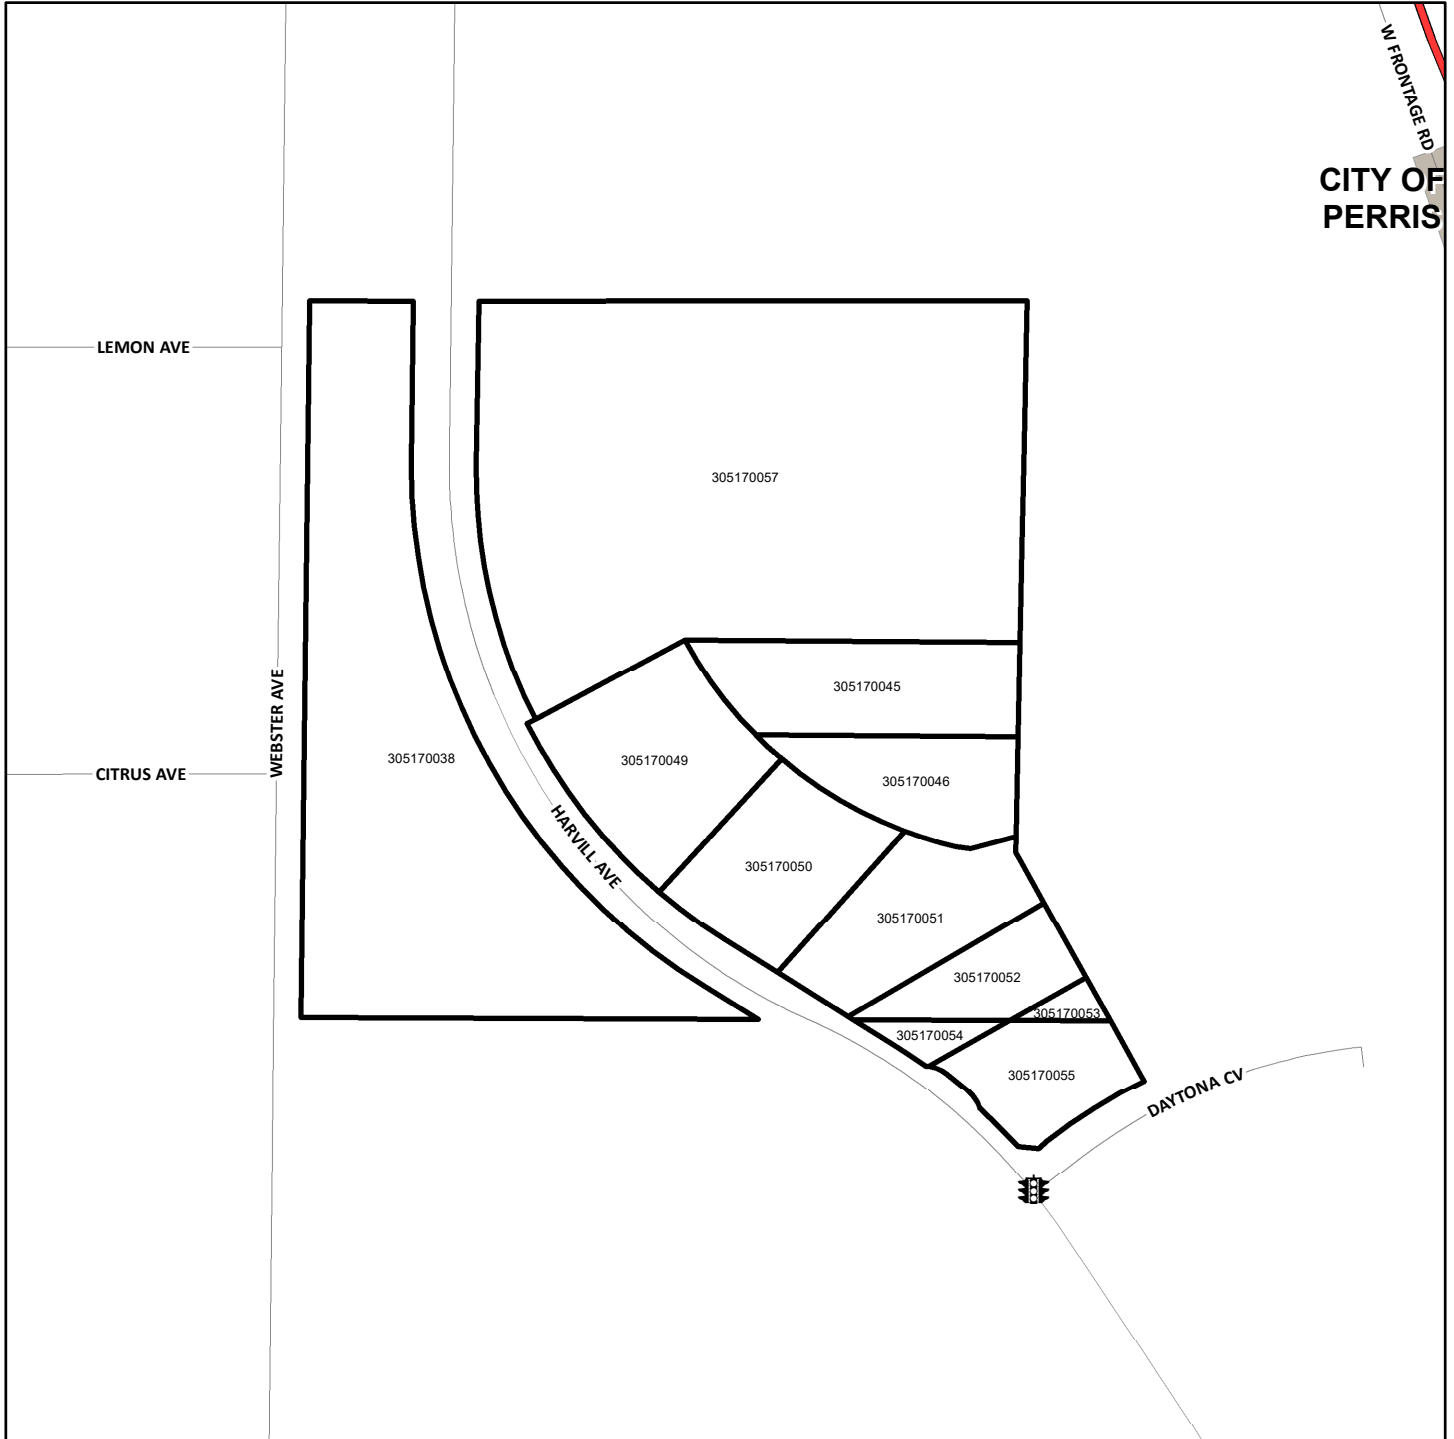 W FRONTAGE RD
CITY OF
PERRIS
LEMON AVE
305170057
WEBSTER AVE
305170045
305170038
305170049
CITRUS AVE
305170046
HARVILL AVE
305170050
305170051
305170052
305170053
305170054
305170055
DAYTONA CV